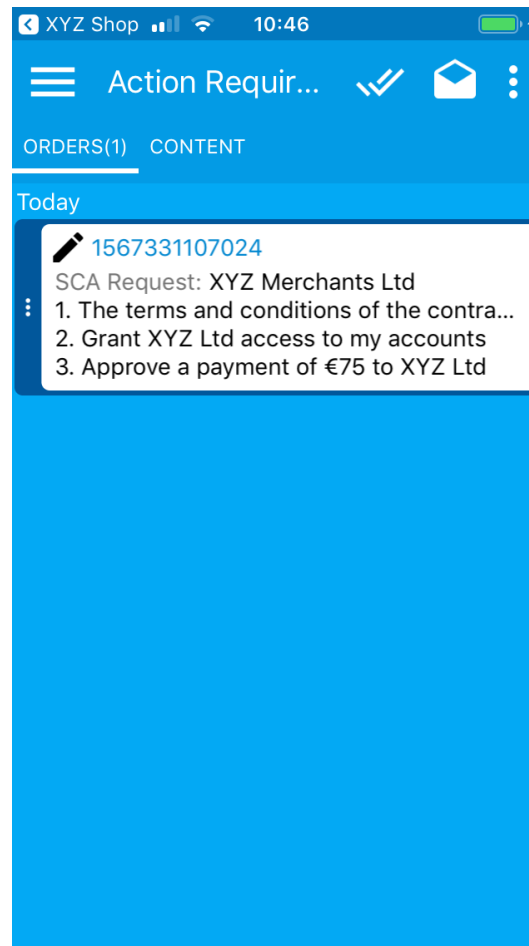 XYZ Shop 10:46
Action Requir...
ORDERS(1) CONTENT
Today
1567331107024
SCA Request: XYZ Merchants Ltd
1. The terms and conditions of the contra...
2. Grant XYZ Ltd access to my accounts
3. Approve a payment of €75 to XYZ Ltd